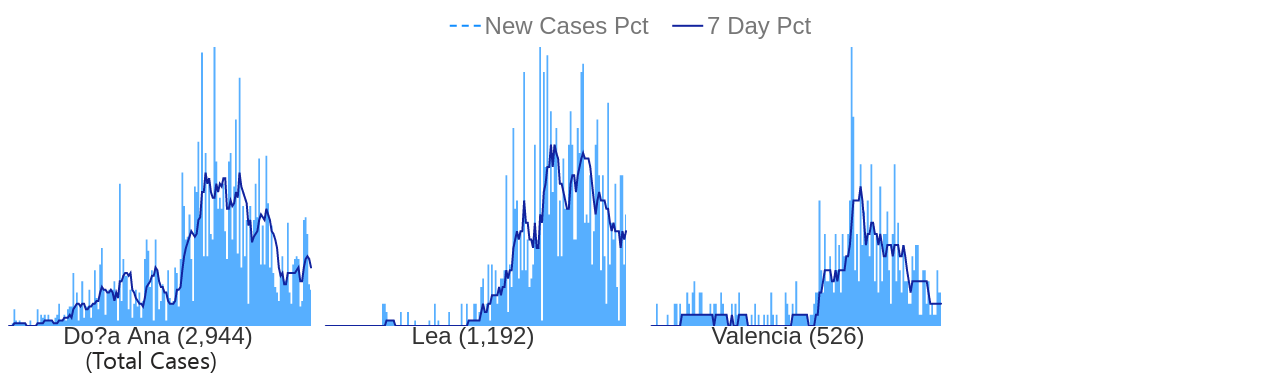 New Cases Pct 7 Day Pct
Do?a Ana (2,944) Lea (1,192) Valencia (526)
(Total Cases)